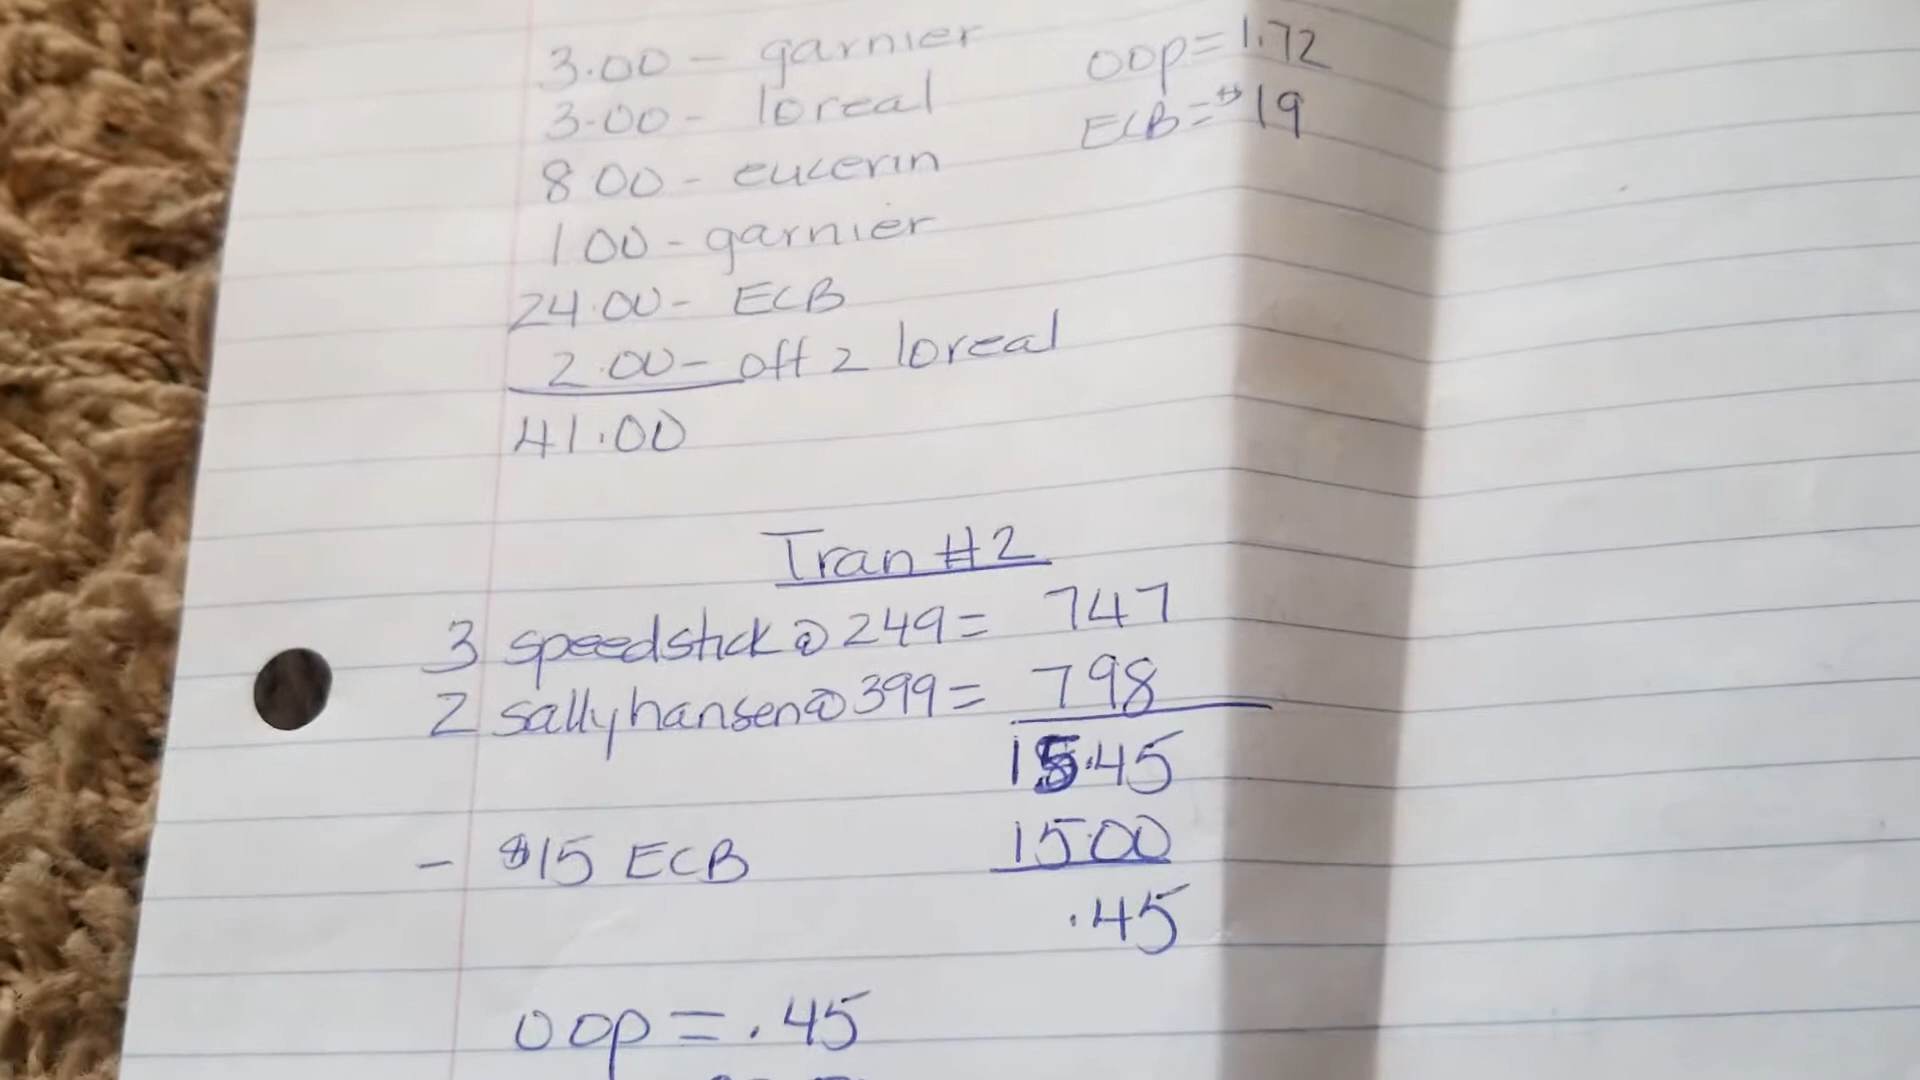 3.00 - garnier
3.00 - loreal
8 00 - eucerin
1 00 - garnier
24.00 - ECB
2.00 - off 2 loreal
41.00
oop = 1.72
ECB = $19
Tran #2
3 speedstick @ 249 = 747
2 sallyhansen @ 399 = 798
15.45
- $15 ECB 15.00
.45
oop = .45